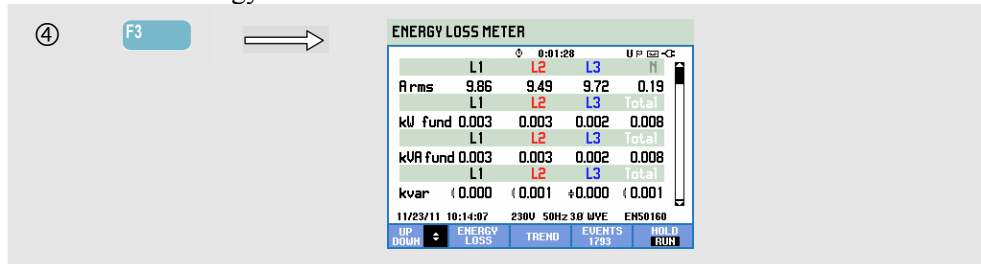 ④ F3 ENERGY LOSS METER
0:01:28 U P
L1 L2 L3 N
A rms 9.86 9.49 9.72 0.19
L1 L2 L3 Total
kW fund 0.003 0.003 0.002 0.008
L1 L2 L3 Total
kVA fund 0.003 0.003 0.002 0.008
L1 L2 L3 Total
kvar 0.000 0.001 0.000 0.001
11/23/11 10:14:07 230V 50Hz 3Ø WYE EN50160
UP DOWN ENERGY LOSS TREND EVENTS 1793 HOLD RUN